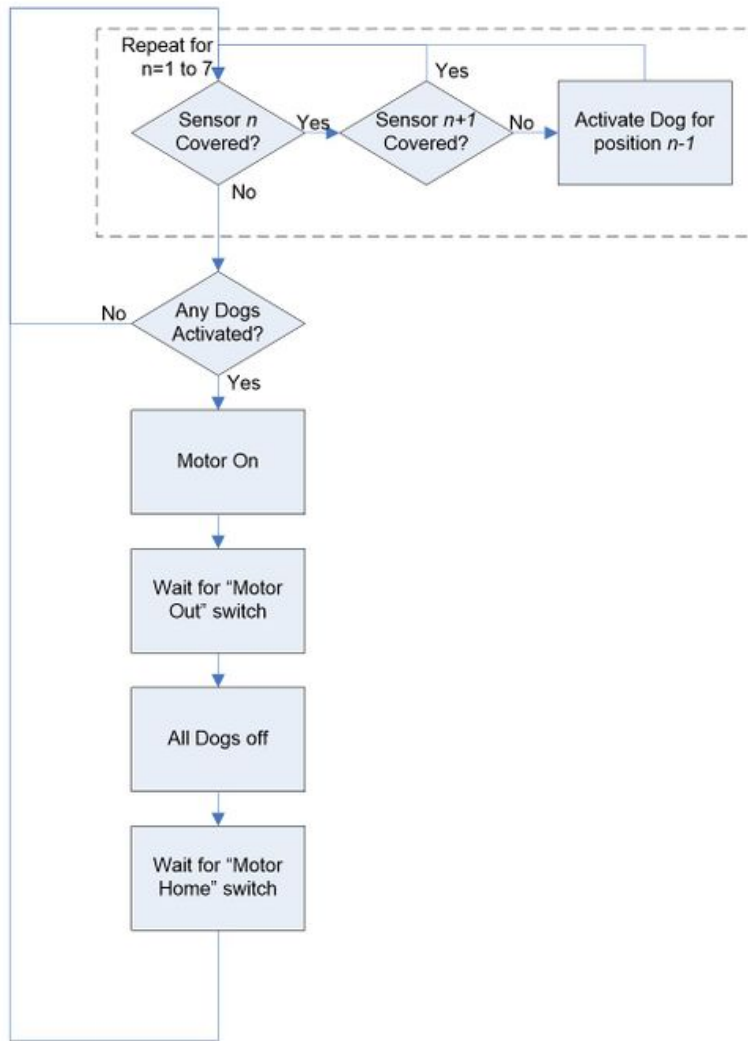 Repeat for
n=1 to 7
Sensor n
Covered?
Yes
Sensor n+1
Covered?
Yes
No
Activate Dog for
position n-1
No
Any Dogs
Activated?
No
Yes
Motor On
Wait for “Motor
Out” switch
All Dogs off
Wait for “Motor
Home” switch